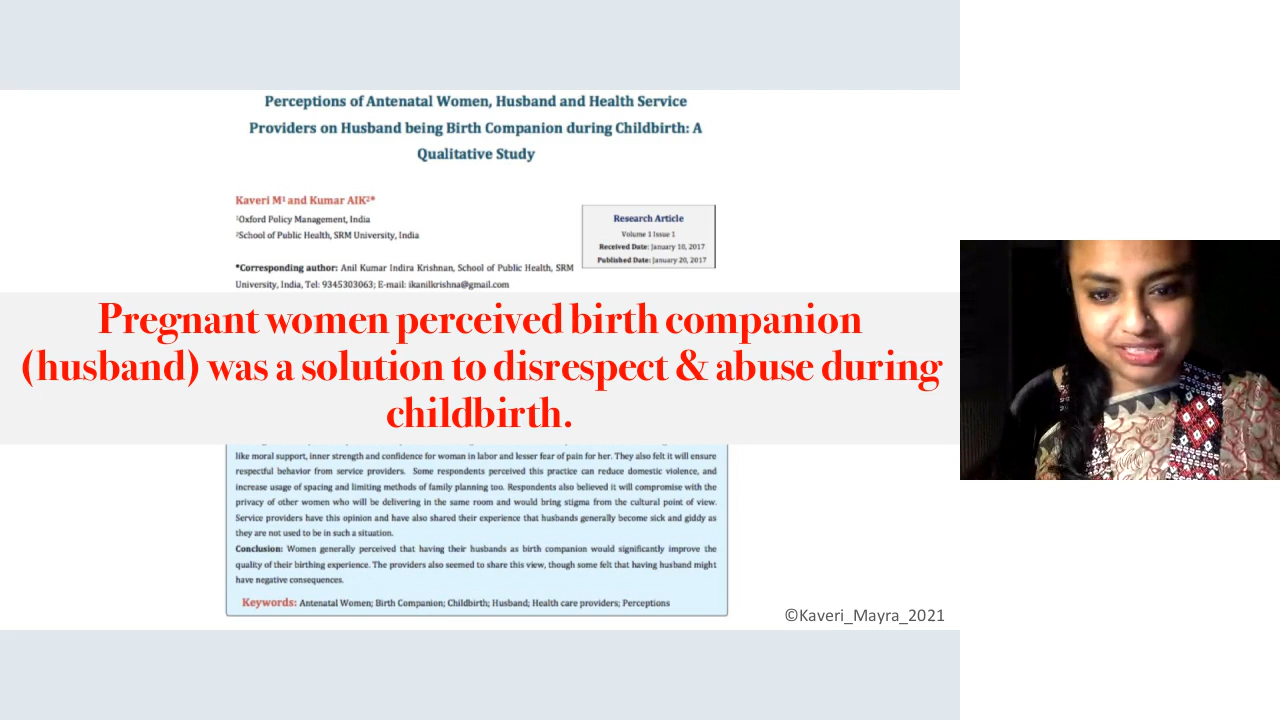 Perceptions of Antenatal Women, Husband and Health Service
Providers on Husband being Birth Companion during Childbirth: A
Qualitative Study
Kaveri M¹ and Kumar AIK²*
¹Oxford Policy Management, India
²School of Public Health, SRM University, India
Research Article
Volume 1 Issue 1
Received Date: January 10, 2017
Published Date: January 20, 2017
*Corresponding author: Anil Kumar Indira Krishnan, School of Public Health, SRM
University, India, Tel: 9345303063; E-mail: ikanilkrishna@gmail.com
Pregnant women perceived birth companion
(husband) was a solution to disrespect & abuse during
childbirth.
like moral support, inner strength and confidence for woman in labor and lesser fear of pain for her. They also felt it will ensure
respectful behavior from service providers. Some respondents perceived this practice can reduce domestic violence, and
increase usage of spacing and limiting methods of family planning too. Respondents also believed it will compromise with the
privacy of other women who will be delivering in the same room and would bring stigma from the cultural point of view.
Service providers have this opinion and have also shared their experience that husbands generally become sick and giddy as
they are not used to be in such a situation.
Conclusion: Women generally perceived that having their husbands as birth companion would significantly improve the
quality of their birthing experience. The providers also seemed to share this view, though some felt that having husband might
have negative consequences.
Keywords: Antenatal Women; Birth Companion; Childbirth; Husband; Health care providers; Perceptions
©Kaveri_Mayra_2021